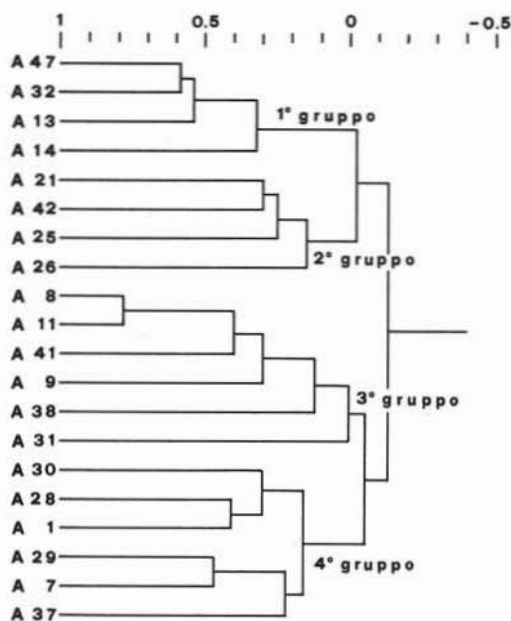 1 0.5 0 -0.5
A 47
A 32
A 13
1° gruppo
A 14
A 21
A 42
A 25
2° gruppo
A 26
A 8
A 11
A 41
A 9
3° gruppo
A 38
A 31
A 30
A 28
A 1
A 29
4° gruppo
A 7
A 37